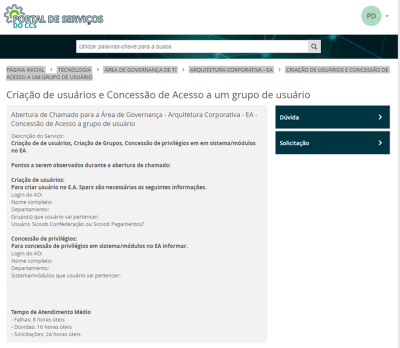 PORTAL DE SERVIÇOS
DO CCS
PD
Utilizar palavras-chave para a busca
PÁGINA INICIAL > TECNOLOGIA > ÁREA DE GOVERNANÇA DE TI > ARQUITETURA CORPORATIVA - EA > CRIAÇÃO DE USUÁRIOS E CONCESSÃO DE
ACESSO A UM GRUPO DE USUÁRIO
Criação de usuários e Concessão de Acesso a um grupo de usuário
Abertura de Chamado para a Área de Governança - Arquitetura Corporativa - EA -
Concessão de Acesso a grupo de usuário
Dúvida
Solicitação
Descrição do Serviço:
Criação de de usuários, Criação de Grupos, Concessão de privilégios em em sistema/módulos
no EA
Pontos a serem observados durante a abertura do chamado:
Criação de usuários:
Para criar usuário no E.A. Sparx são necessárias as seguintes informações.
Login do AD:
Nome completo:
Departamento:
Grupo(s) que usuário vai pertencer:
Usuário Sicoob Confederação ou Sicoob Pagamentos?
Concessão de privilégios:
Para concessão de privilégios em sistema/módulos no EA informar.
Login do AD:
Nome completo:
Departamento:
Sistema/módulos que usuário vai pertencer:
Tempo de Atendimento Médio
- Falhas: 8 horas úteis
- Dúvidas: 16 horas úteis
- Solicitações: 24 horas úteis